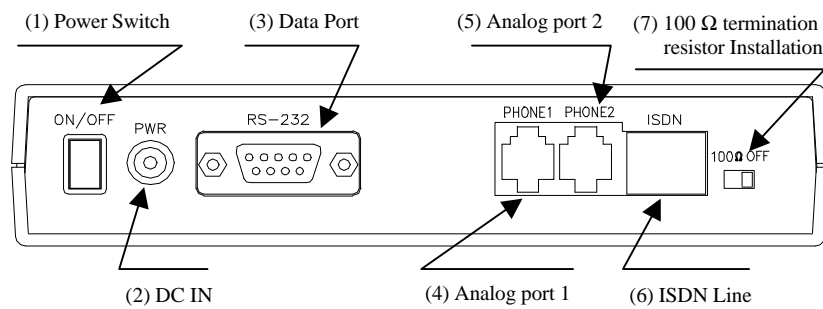 (1) Power Switch
(3) Data Port
(5) Analog port 2
(7) 100 Ω termination
resistor Installation
ON/OFF
PWR
RS-232
PHONE1
PHONE2
ISDN
100Ω OFF
(2) DC IN
(4) Analog port 1
(6) ISDN Line